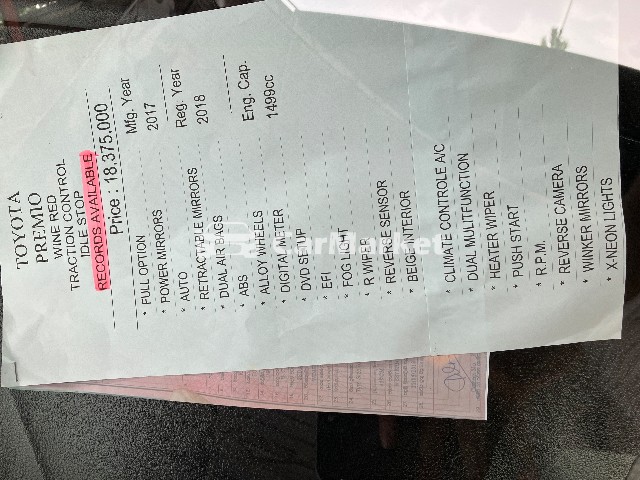 TOYOTA
PREMIO
WINE RED
TRACTION CONTROL
IDLE STOP
RECORDS AVAILABLE
Price : 18,375,000
Mfg. Year Reg. Year Eng. Cap.
2017 2018 1499cc
* FULL OPTION
* POWER MIRRORS
* AUTO
* RETRACTABLE MIRRORS
* DUAL AIR BAGS
* ABS
* ALLOY WHEELS
* DIGITAL METER
* DVD SETUP
* EFI
* FOG LIGHT
* R WIPER
* REVERSE SENSOR
* BEIGE INTERIOR
* CLIMATE CONTROLE A/C
* DUAL MULTIFUNCTION
* HEATER WIPER
* PUSH START
* R.P.M.
* REVERSE CAMERA
* WINKER MIRRORS
* X-NEON LIGHTS
CarMarket